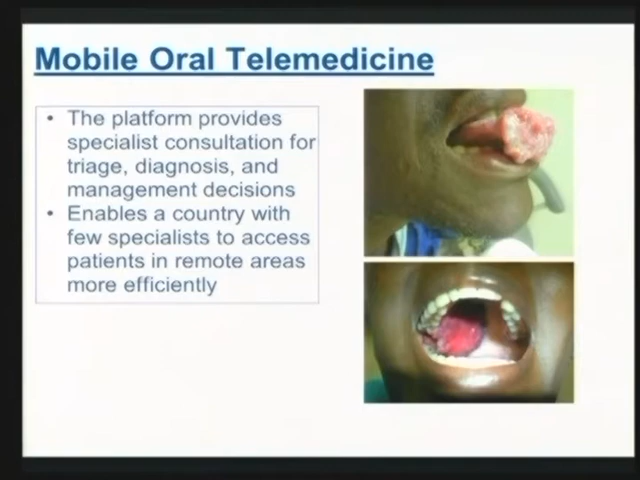 Mobile Oral Telemedicine
• The platform provides
specialist consultation for
triage, diagnosis, and
management decisions
• Enables a country with
few specialists to access
patients in remote areas
more efficiently